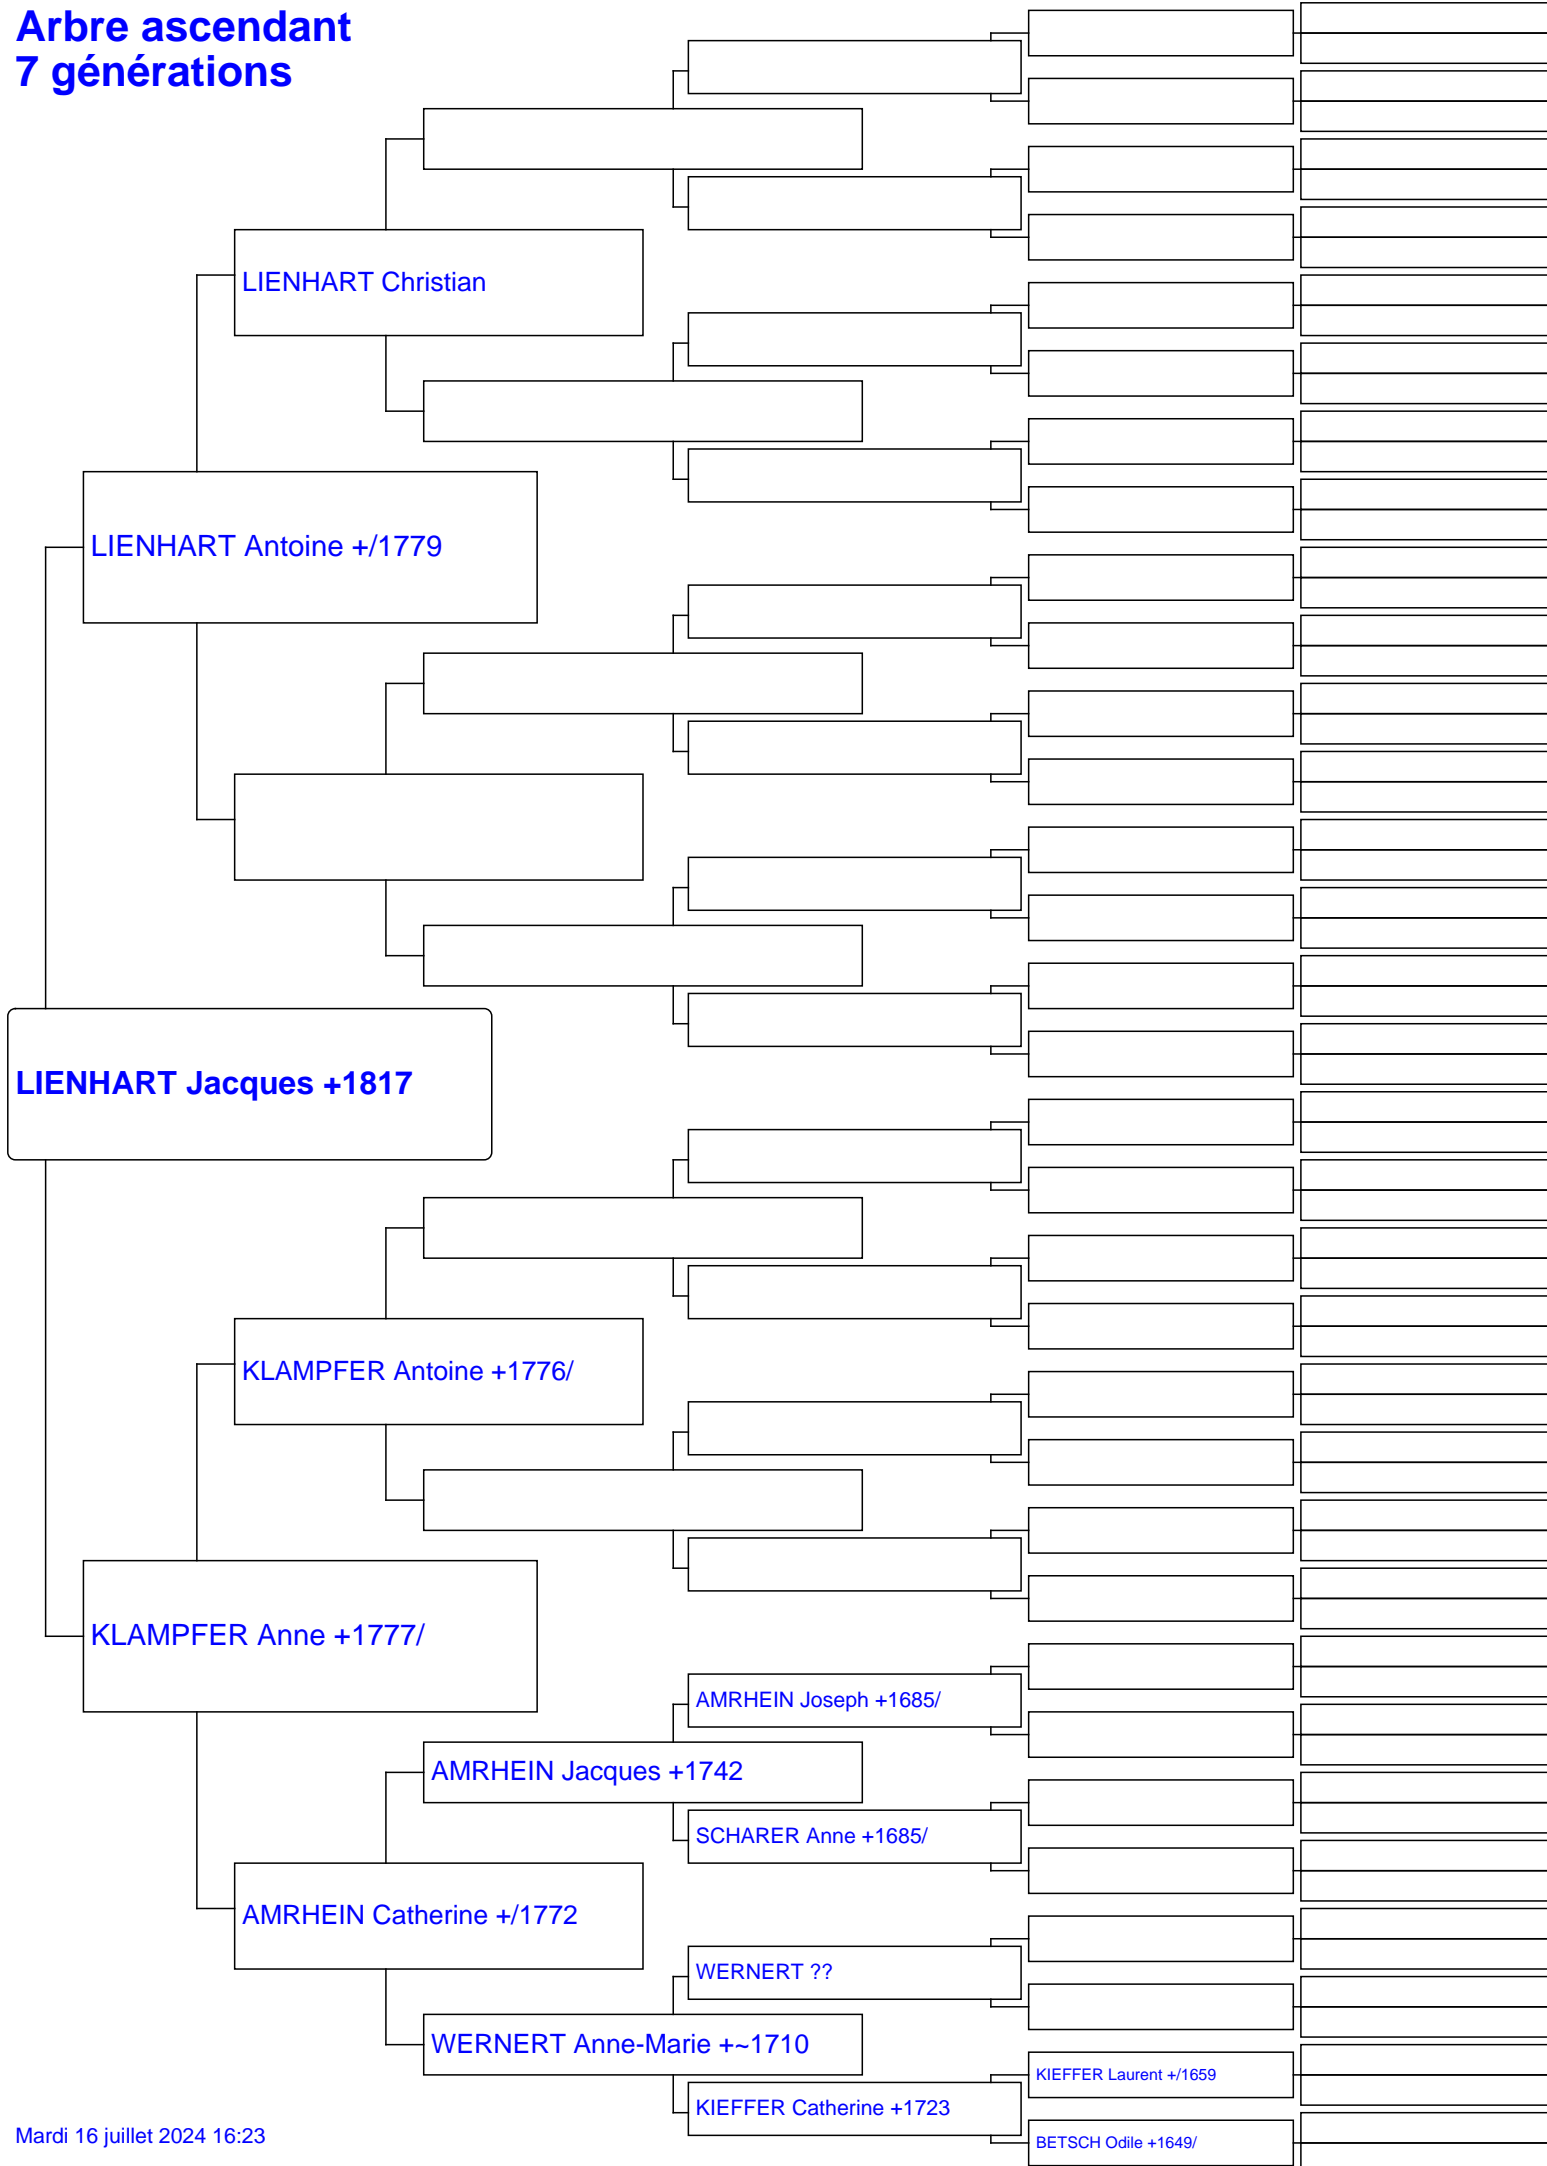 Arbre ascendant
7 générations
LIENHART Christian
LIENHART Antoine +/1779
LIENHART Jacques +1817
KLAMPFER Antoine +1776/
KLAMPFER Anne +1777/
AMRHEIN Joseph +1685/
AMRHEIN Jacques +1742
SCHARER Anne +1685/
AMRHEIN Catherine +/1772
WERNERT ??
WERNERT Anne-Marie +~1710
KIEFFER Laurent +/1659
KIEFFER Catherine +1723
BETSCH Odile +1649/
Mardi 16 juillet 2024 16:23